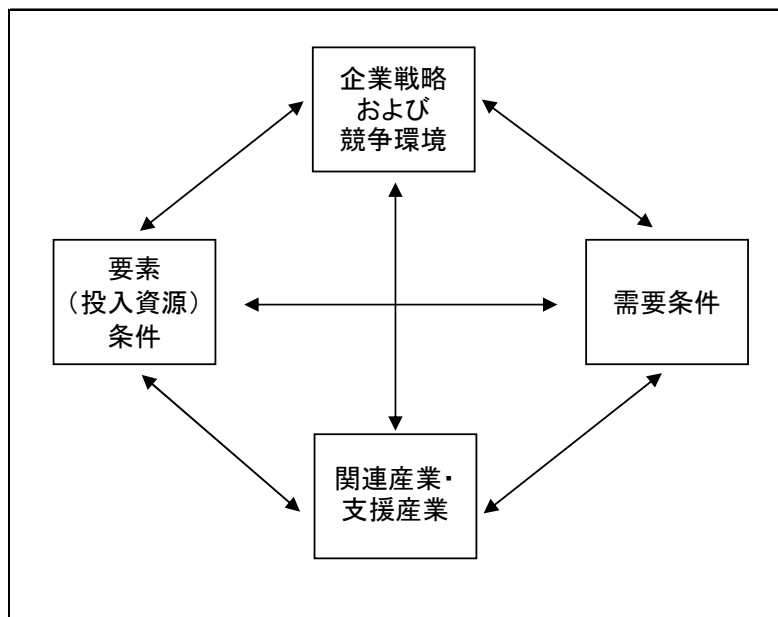 企業戦略
および
競争環境
要素
（投入資源）
条件
需要条件
関連産業・
支援産業